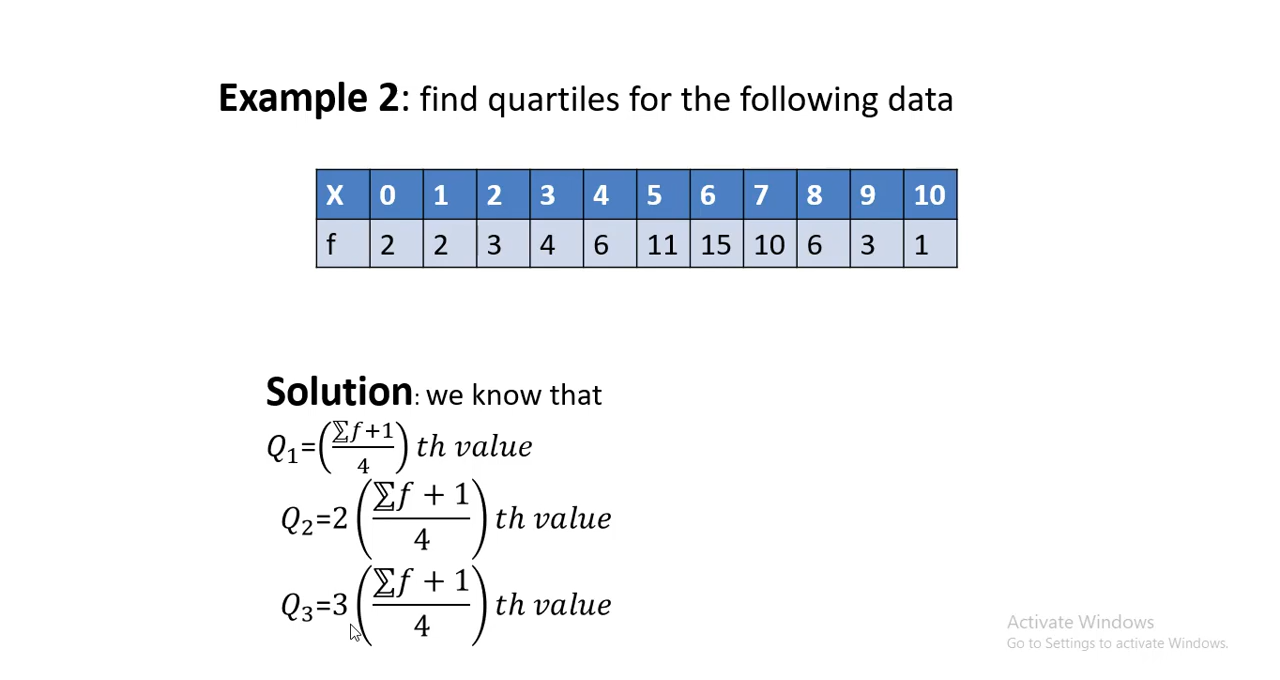 Example 2: find quartiles for the following data
X 0 1 2 3 4 5 6 7 8 9 10
f 2 2 3 4 6 11 15 10 6 3 1
Solution: we know that
Q₁=(∑f+1/4) th value
Q₂=2(∑f + 1/4) th value
Q₃=3(∑f + 1/4) th value
Activate Windows
Go to Settings to activate Windows.